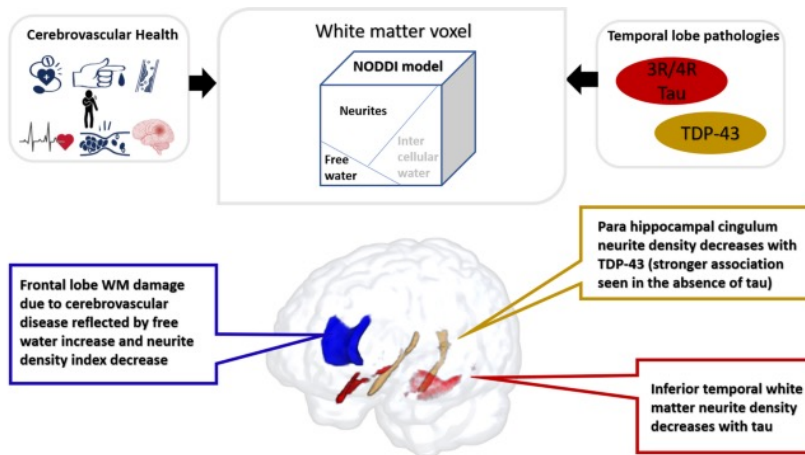 Cerebrovascular Health
White matter voxel
NODDI model
Neurites
Inter
cellular
water
Free
water
Temporal lobe pathologies
3R/4R
Tau
TDP-43
Frontal lobe WM damage
due to cerebrovascular
disease reflected by free
water increase and neurite
density index decrease
Para hippocampal cingulum
neurite density decreases with
TDP-43 (stronger association
seen in the absence of tau)
Inferior temporal white
matter neurite density
decreases with tau